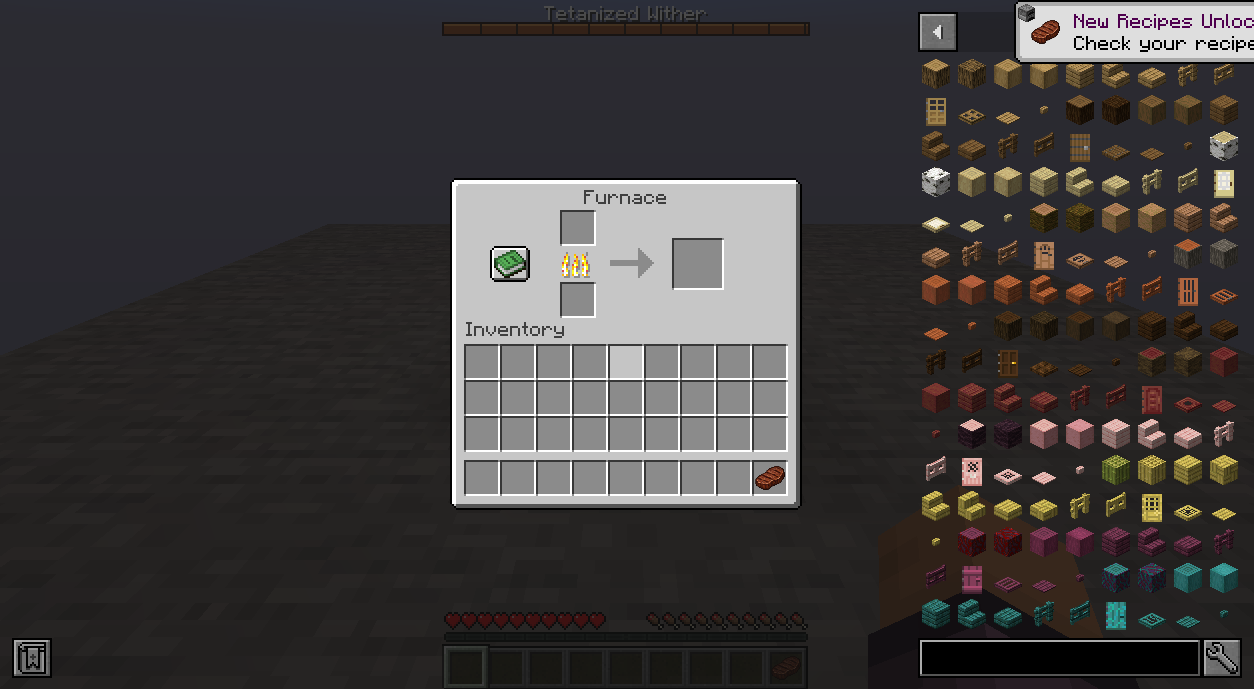 Tetanized Wither
New Recipes Unloc
Check your recipe
Furnace
Inventory